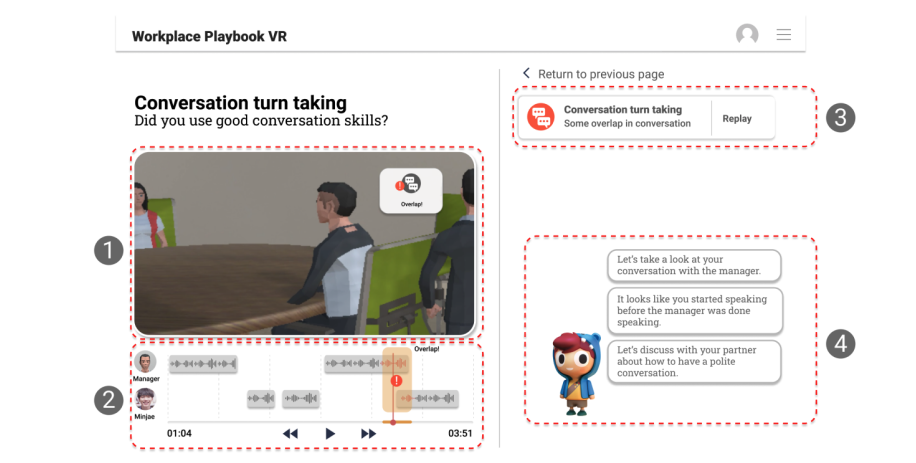 Workplace Playbook VR
Return to previous page
Conversation turn taking
Did you use good conversation skills?
Conversation turn taking
Some overlap in conversation
Replay
3
Overlap!
1
Let's take a look at your
conversation with the manager.
It looks like you started speaking
before the manager was done
speaking.
Let's discuss with your partner
about how to have a polite
conversation.
4
Overlap!
Manager
!
2
Minjae
01:04
03:51